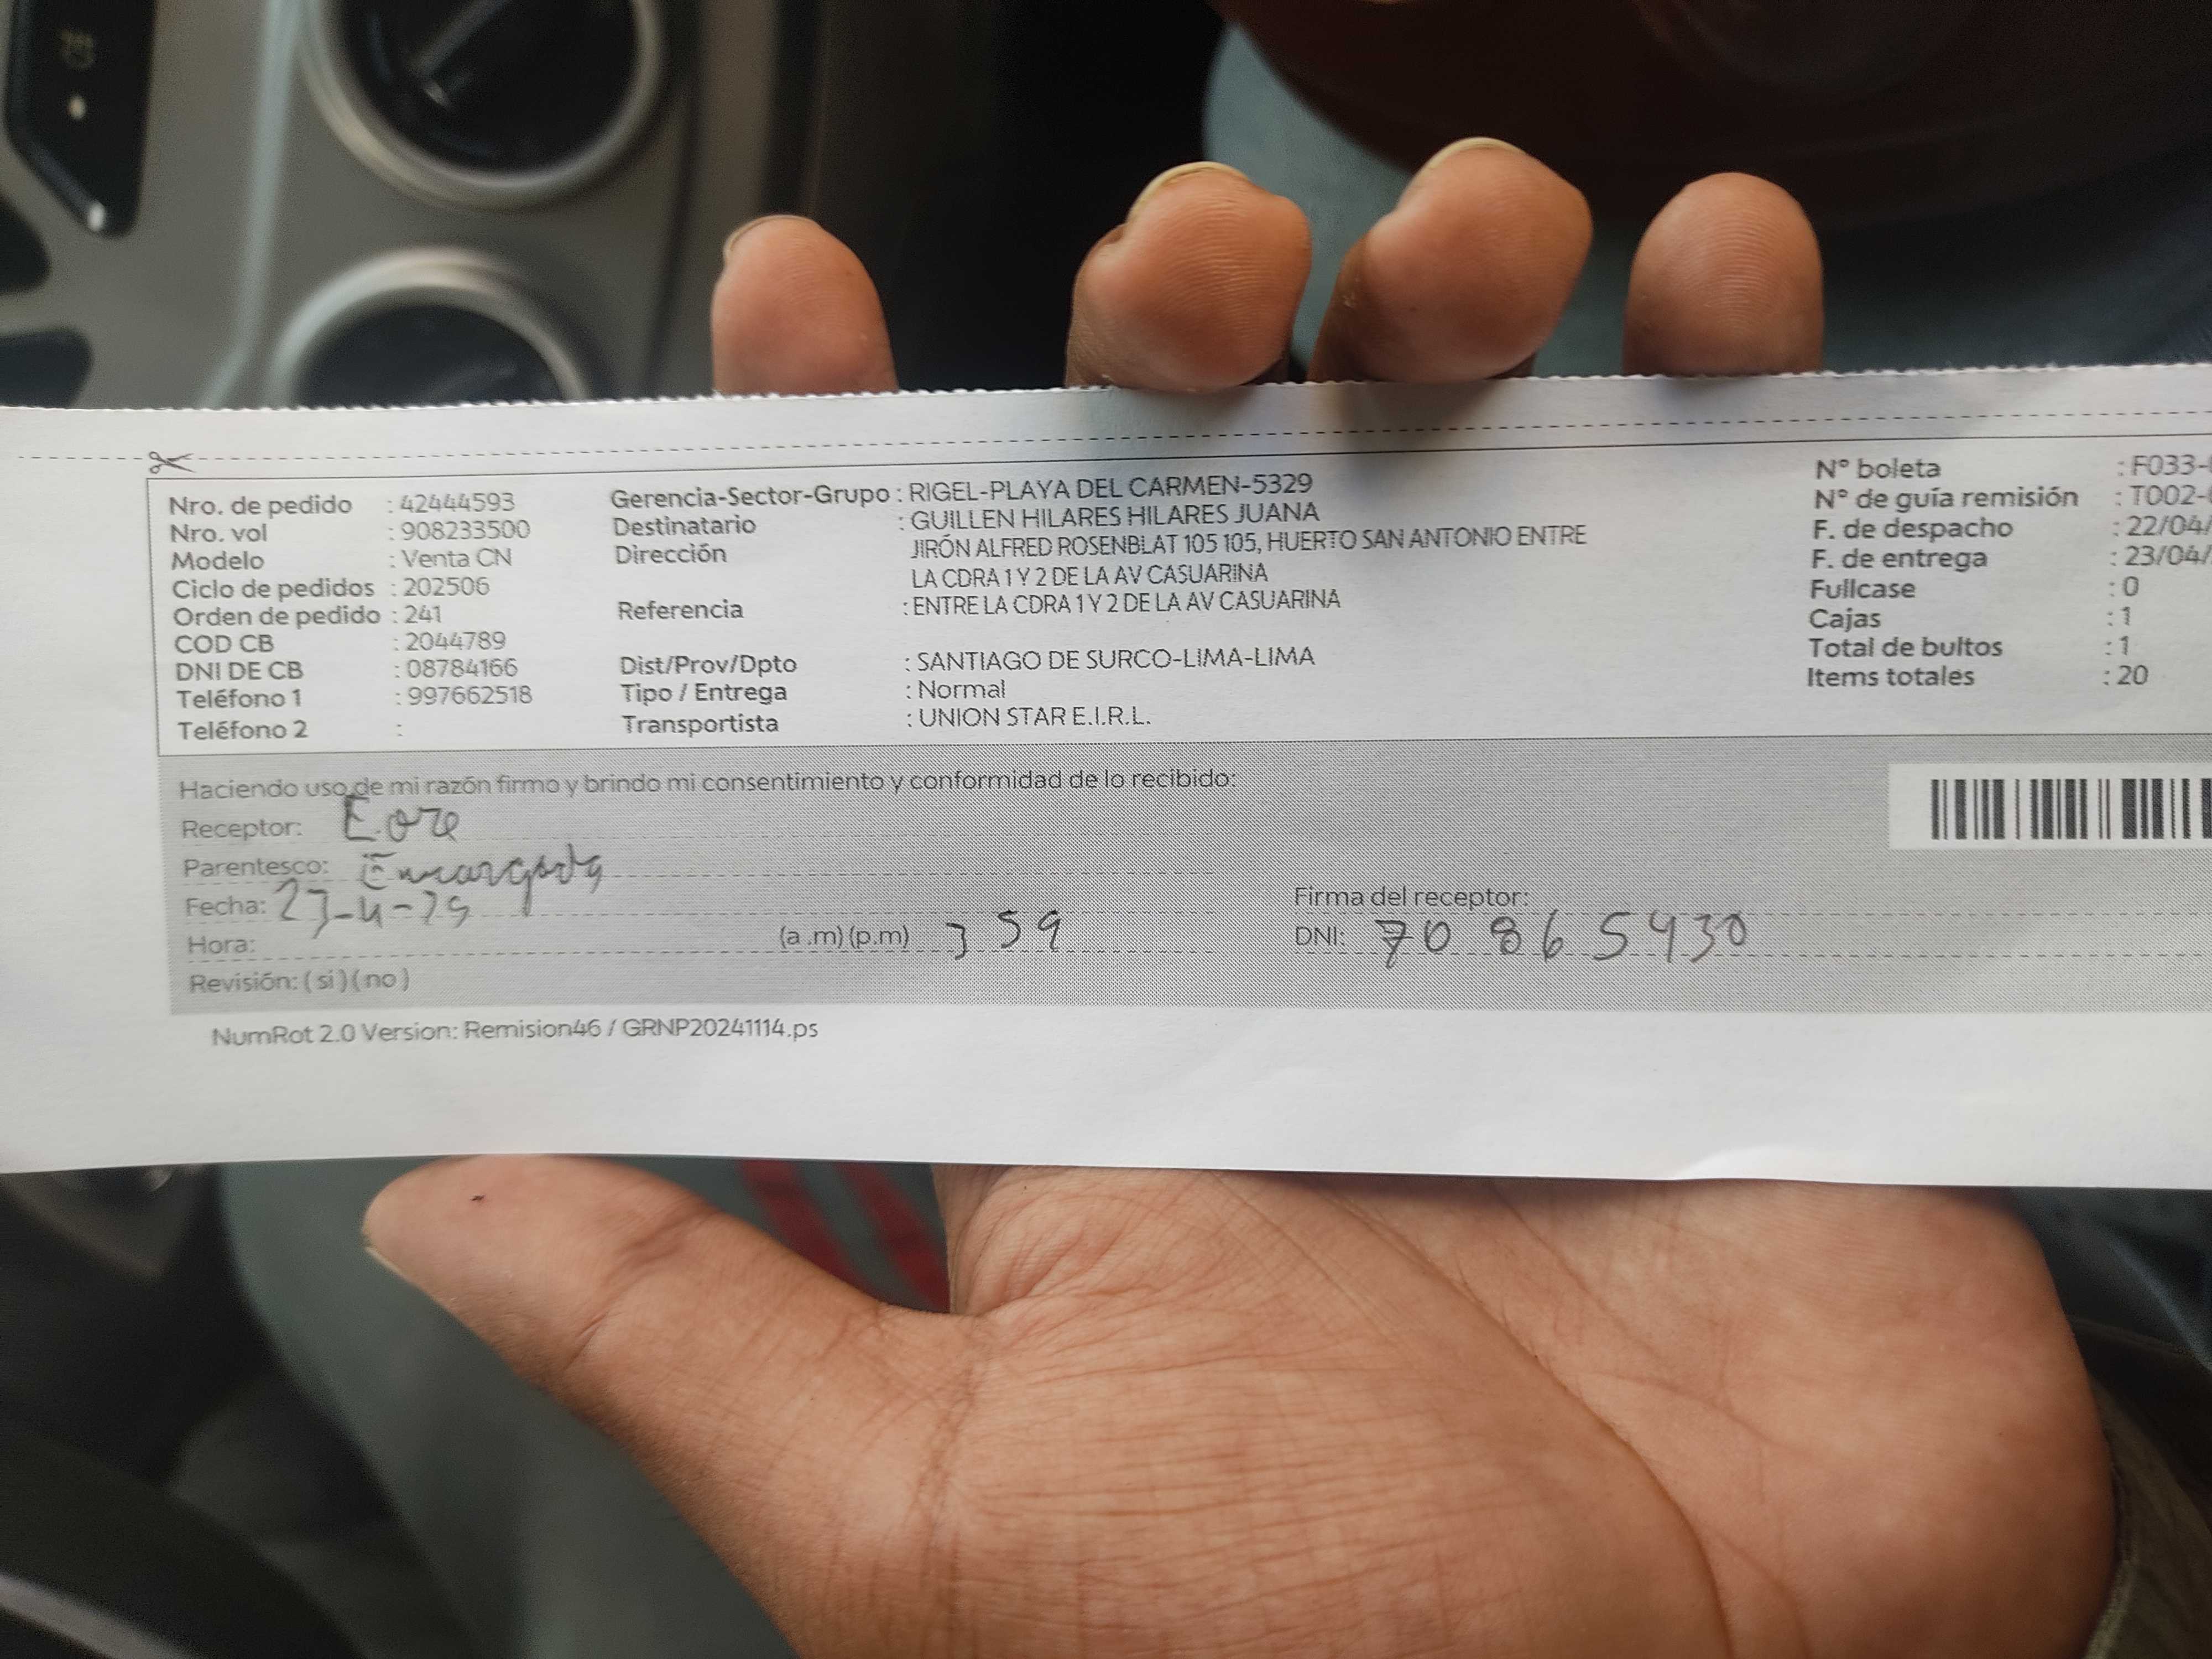 Nro. de pedido : 42444593
Nro. vol : 908233500
Modelo : Venta CN
Ciclo de pedidos : 202506
Orden de pedido : 241
COD CB : 2044789
DNI DE CB : 08784166
Teléfono 1 : 997662518
Teléfono 2 :
Gerencia-Sector-Grupo : RIGEL-PLAYA DEL CARMEN-5329
Destinatario : GUILLEN HILARES HILARES JUANA
Dirección JIRÓN ALFRED ROSENBLAT 105 105, HUERTO SAN ANTONIO ENTRE
LA CDRA 1 Y 2 DE LA AV CASUARINA
Referencia : ENTRE LA CDRA 1 Y 2 DE LA AV CASUARINA
Dist/Prov/Dpto : SANTIAGO DE SURCO-LIMA-LIMA
Tipo / Entrega : Normal
Transportista : UNION STAR E.I.R.L.
N° boleta : F033-
N° de guía remisión : T002-
F. de despacho : 22/04/
F. de entrega : 23/04/
Fullcase : 0
Cajas : 1
Total de bultos : 1
Items totales : 20
Haciendo uso de mi razón firmo y brindo mi consentimiento y conformidad de lo recibido:
Receptor:
Parentesco: Encargada
Fecha: 23-4-25
Hora: (a .m) (p.m) 3 59
Revisión: ( si ) ( no )
Firma del receptor:
DNI: 70865430
NumRot 2.0 Version: Remision46 / GRNP20241114.ps